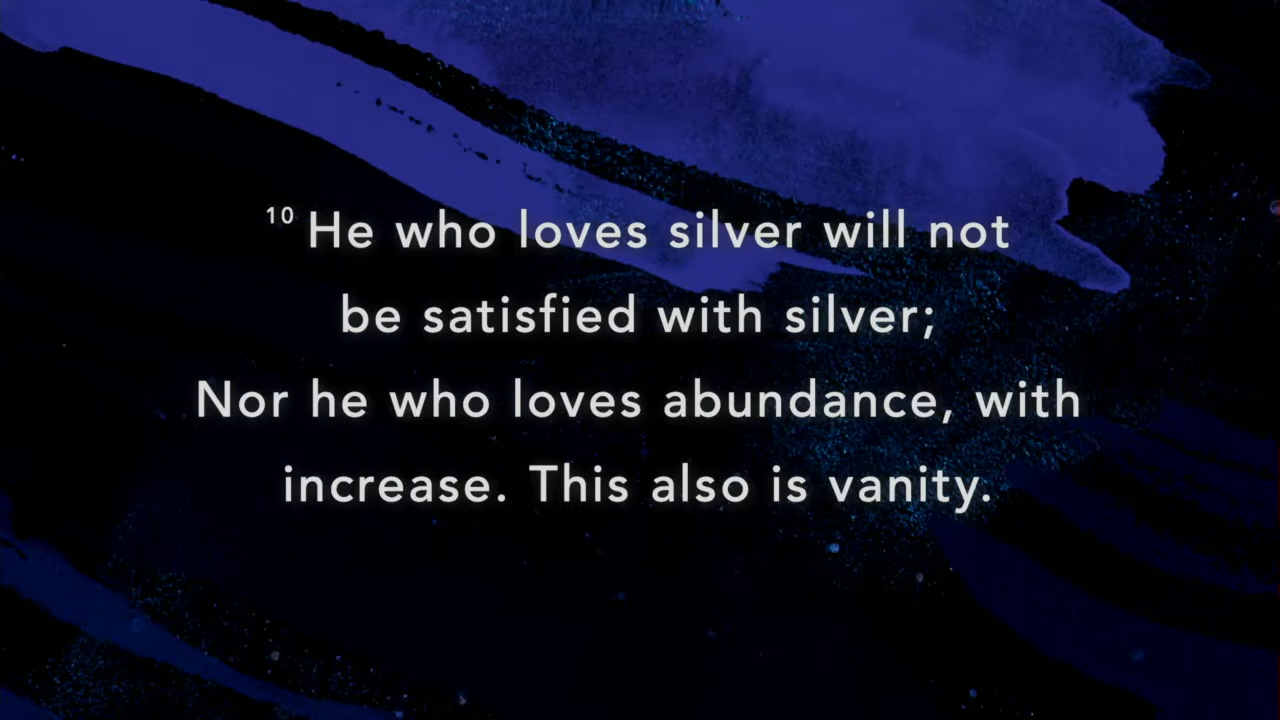 10 He who loves silver will not
be satisfied with silver;
Nor he who loves abundance, with
increase. This also is vanity.